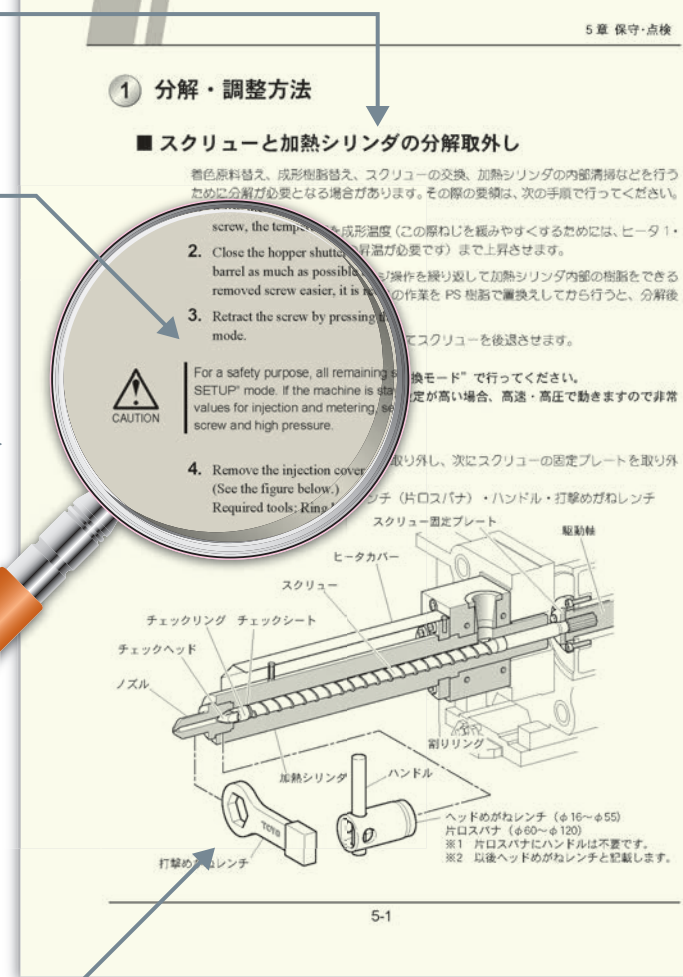 5章 保守・点検
1 分解・調整方法
■ スクリューと加熱シリンダの分解取外し
着色原料替え、成形樹脂替え、スクリューの交換、加熱シリンダの内部清掃などを行う
ために分解が必要となる場合があります。その際の要領は、次の手順で行ってください。
screw, the を成形温度（この際ねじを緩みやすくするためには、ヒータ1・
2. Close the hopper 昇温が必要です）まで上昇させます。
barrel as much as possible ジ操作を繰り返して加熱シリンダ内部の樹脂をできる
removed screw easier, it is の作業を PS 樹脂で置換えしてから行うと、分解後
3. Retract the screw by pressing
mode. てスクリューを後退させます。
CAUTION
For a safety purpose, all remaining 換モード"で行ってください。
SETUP" mode. If the machine is 定が高い場合、高速・高圧で動きますので非常
values for injection and metering,
screw and high pressure.
4. Remove the injection cover 取り外し、次にスクリューの固定プレートを取り外
(See the figure below.)
Required tools; Ring ンチ（片口スパナ）・ハンドル・打撃めがねレンチ
スクリュー固定プレート
駆動軸
ヒータカバー
スクリュー
チェックリング チェックシート
チェックヘッド
ノズル
割りリング
加熱シリンダ
ハンドル
TOYO
ヘッドめがねレンチ（φ16～φ55）
片口スパナ（φ60～φ120）
※1 片口スパナにハンドルは不要です。
※2 以後ヘッドめがねレンチと記載します。
打撃めがねレンチ
5-1